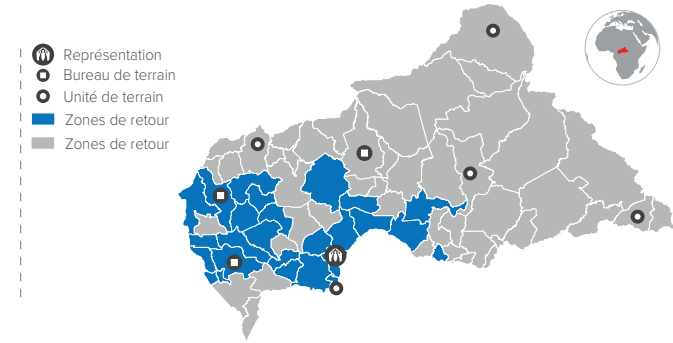 Représentation
Bureau de terrain
Unité de terrain
Zones de retour
Zones de retour